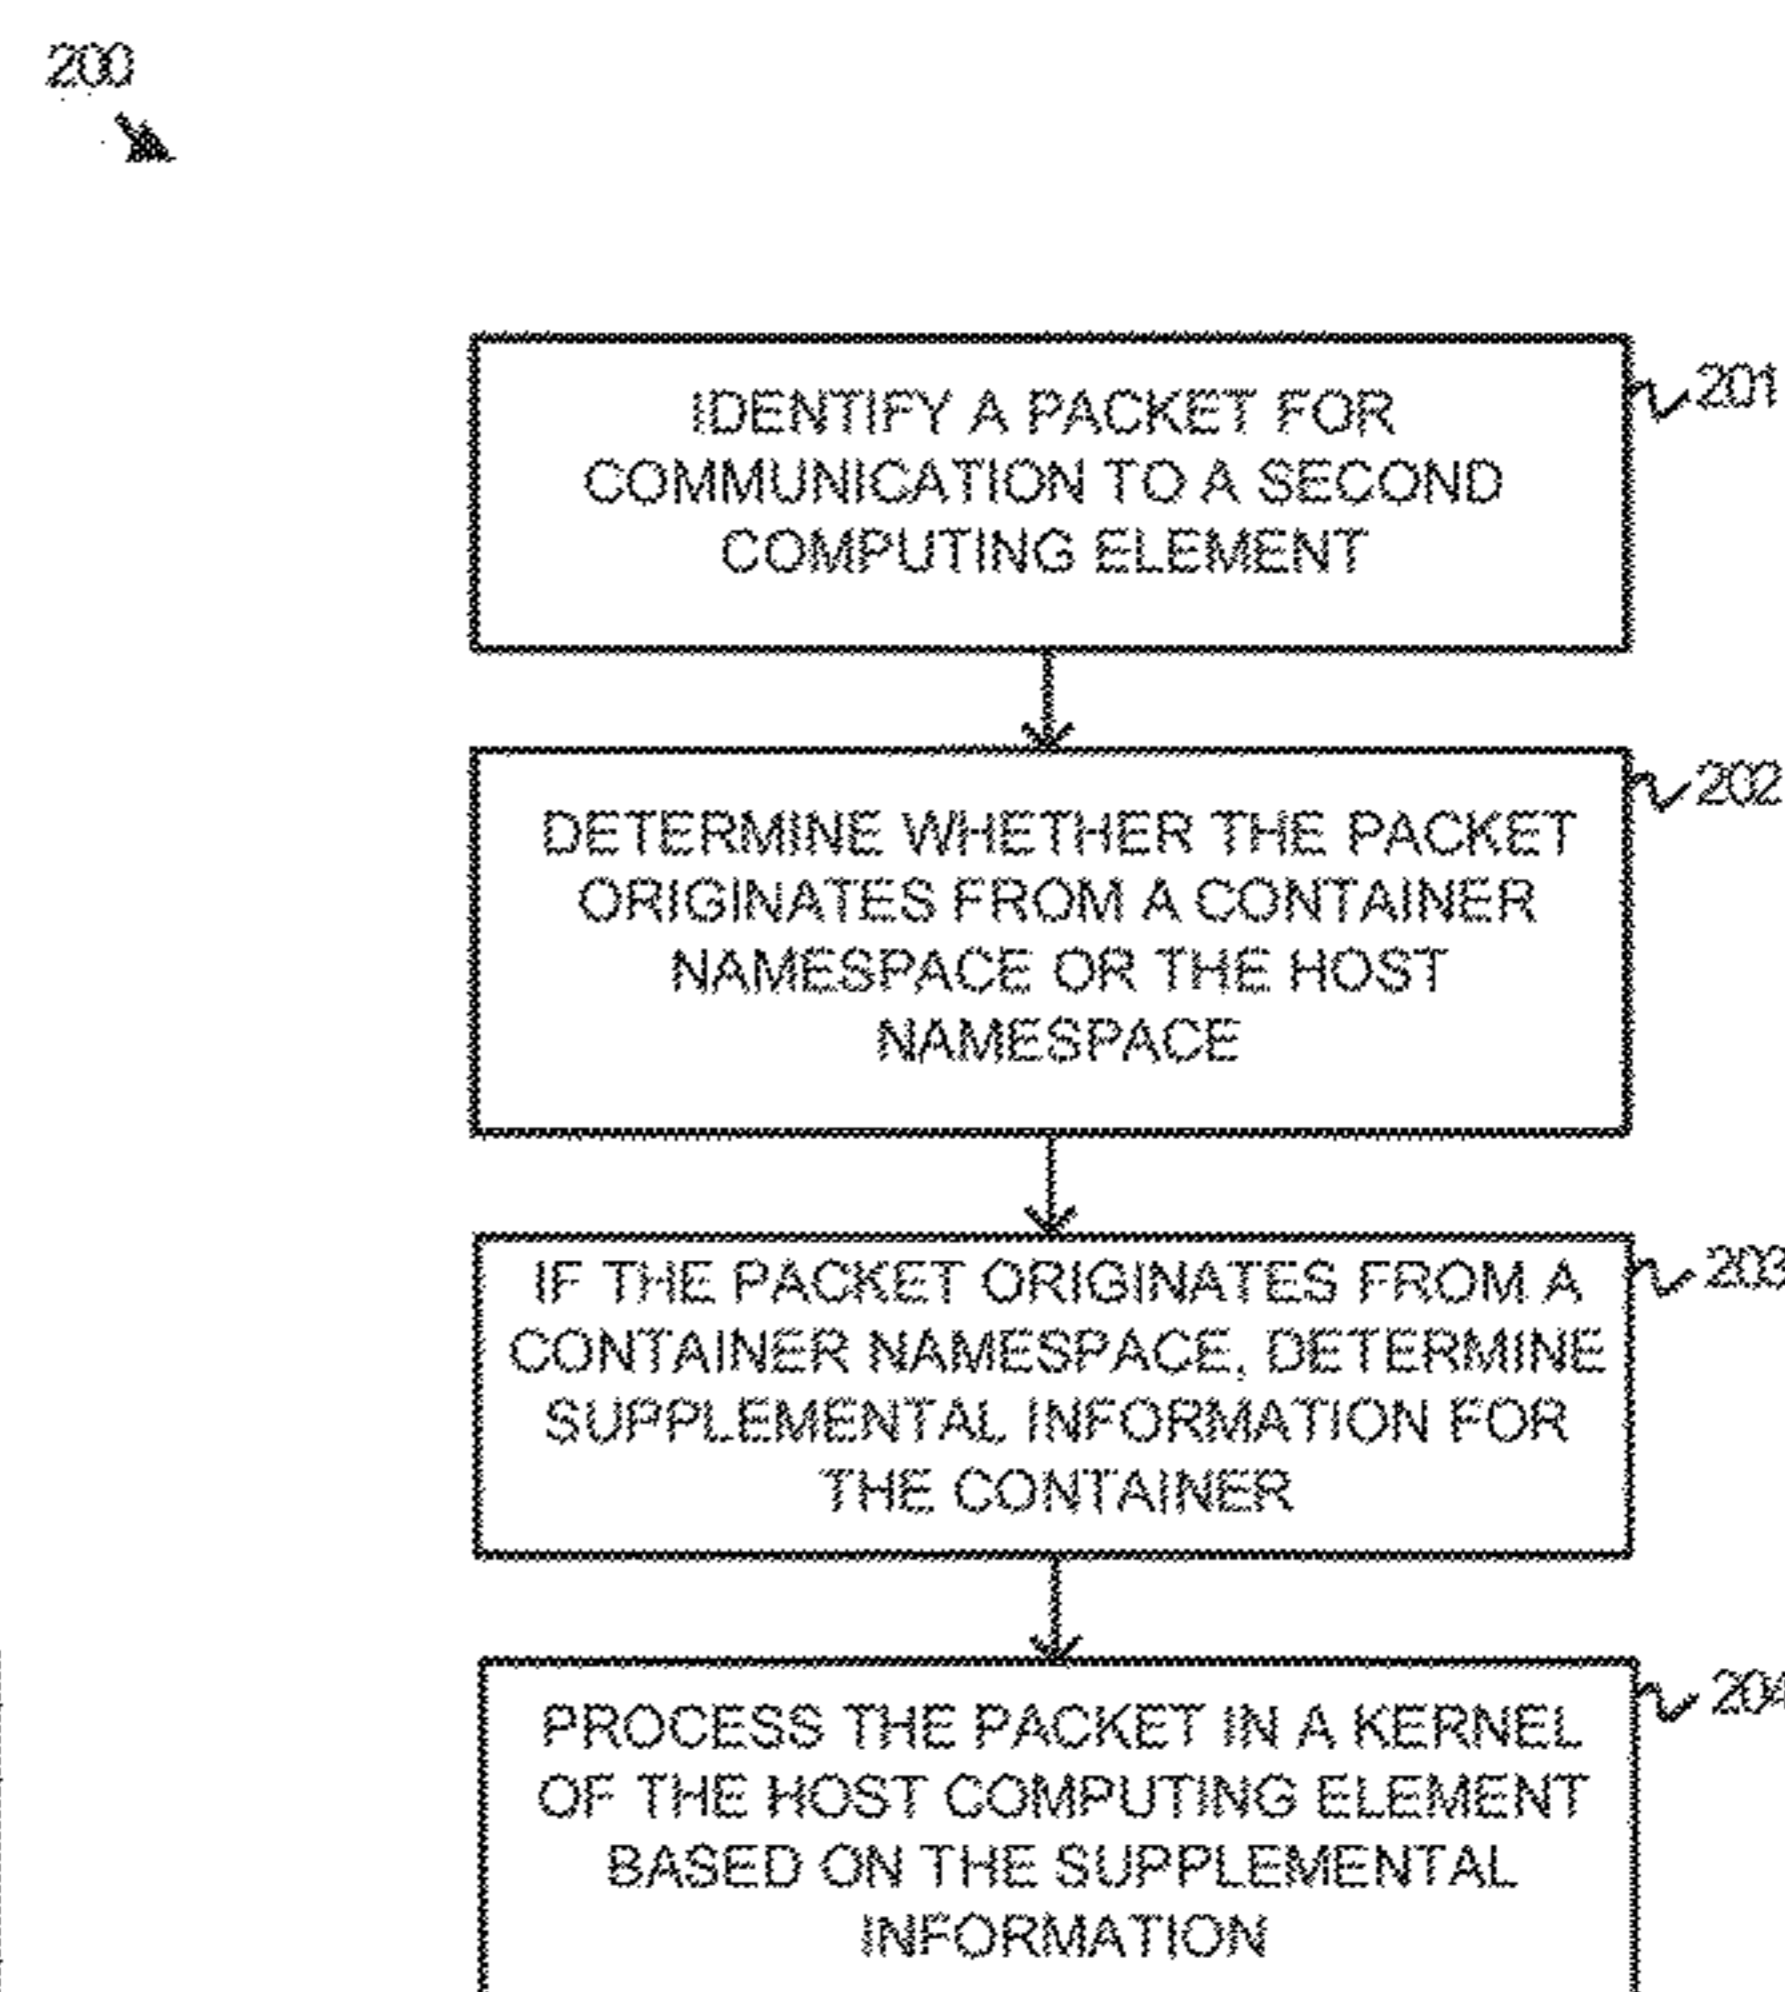 200
IDENTIFY A PACKET FOR
COMMUNICATION TO A SECOND
COMPUTING ELEMENT
201
DETERMINE WHETHER THE PACKET
ORIGINATES FROM A CONTAINER
NAMESPACE OR THE HOST
NAMESPACE
202
IF THE PACKET ORIGINATES FROM A
CONTAINER NAMESPACE, DETERMINE
SUPPLEMENTAL INFORMATION FOR
THE CONTAINER
203
PROCESS THE PACKET IN A KERNEL
OF THE HOST COMPUTING ELEMENT
BASED ON THE SUPPLEMENTAL
INFORMATION
204